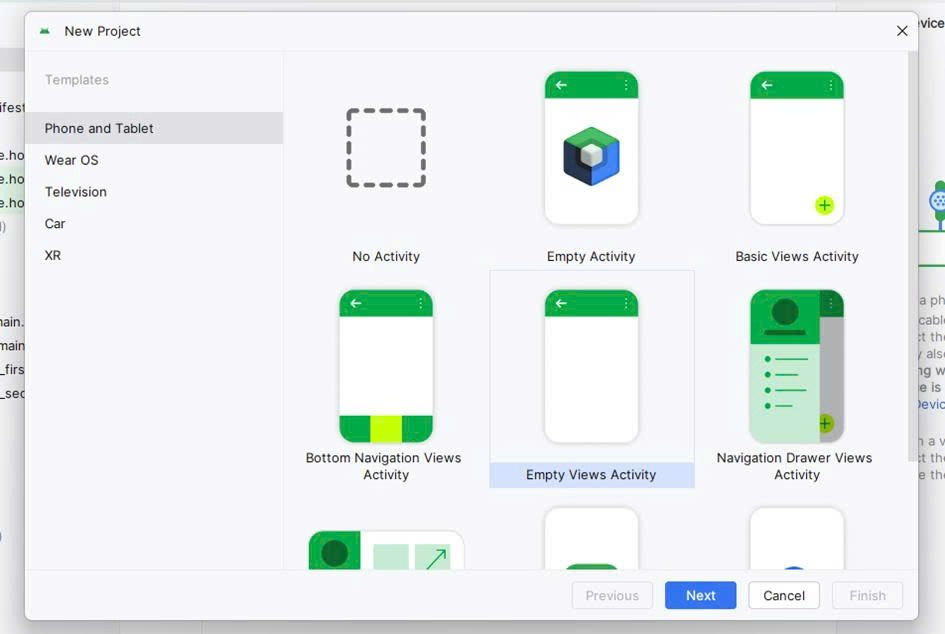 New Project
Templates
Phone and Tablet
Wear OS
Television
Car
XR
No Activity
Empty Activity
Basic Views Activity
Bottom Navigation Views
Activity
Empty Views Activity
Navigation Drawer Views
Activity
Previous
Next
Cancel
Finish